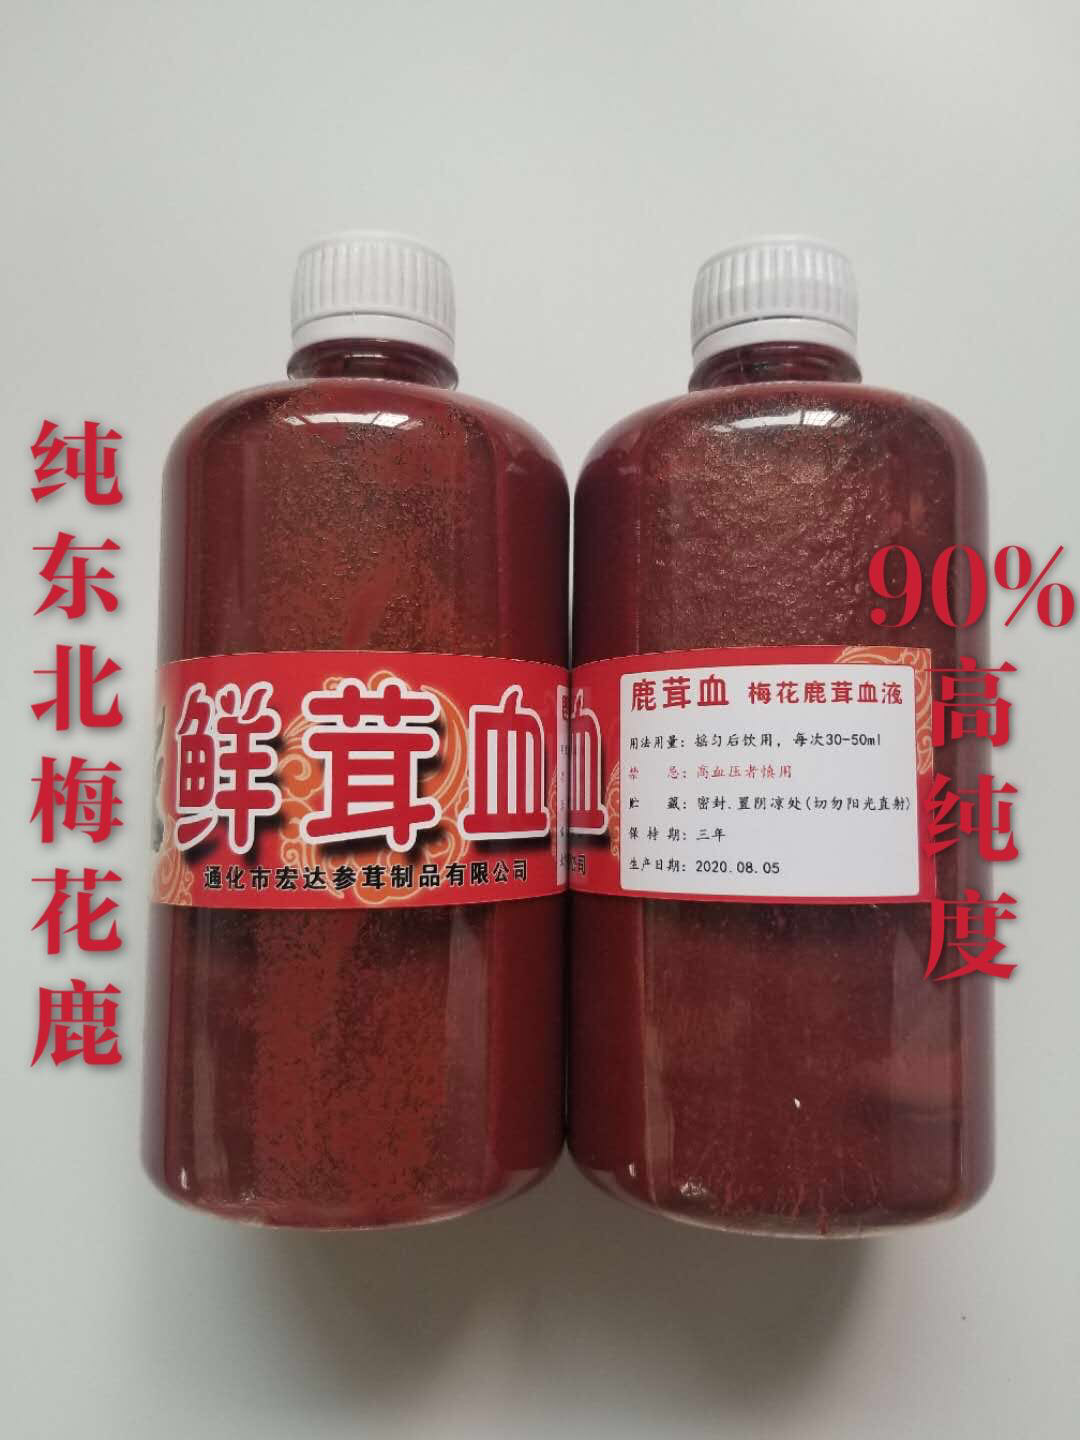 纯东北梅花鹿
90%高纯度
鲜茸血
通化市宏达参茸制品有限公司
鹿茸血 梅花鹿茸血液
用法用量: 摇匀后饮用，每次30-50ml
禁 忌: 高血压者慎用
贮 藏: 密封.置阴凉处(切勿阳光直射)
保 持 期: 三年
生产日期: 2020.08.05